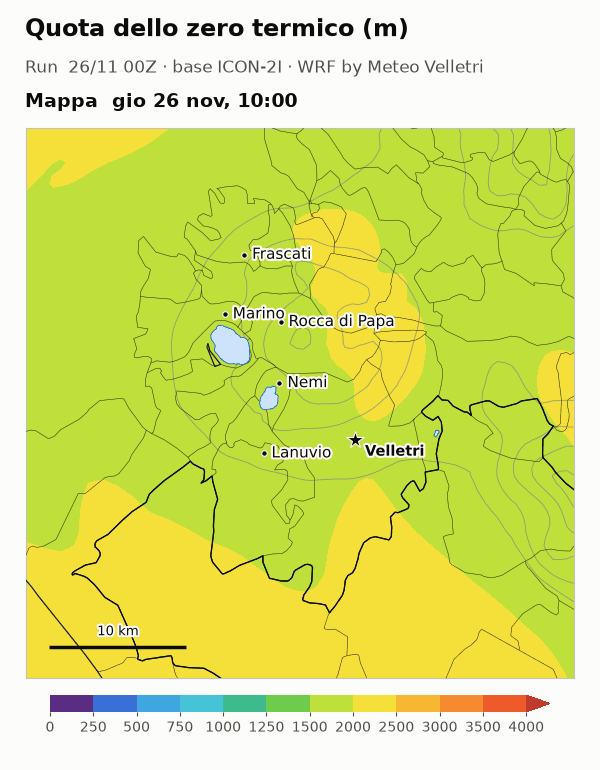 Quota dello zero termico (m)
Run 26/11 00Z · base ICON-2I · WRF by Meteo Velletri
Mappa gio 26 nov, 10:00
Frascati
Marino
Rocca di Papa
Nemi
Velletri
Lanuvio
10 km
0 250 500 750 1000 1250 1500 2000 2500 3000 3500 4000